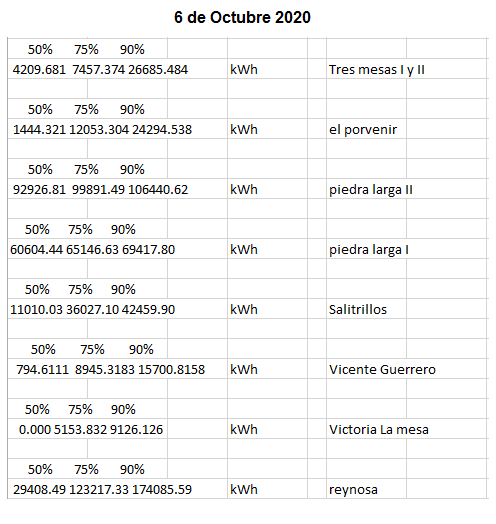 6 de Octubre 2020
50% 75% 90%
4209.681 7457.374 26685.484 kWh Tres mesas I y II
50% 75% 90%
1444.321 12053.304 24294.538 kWh el porvenir
50% 75% 90%
92926.81 99891.49 106440.62 kWh piedra larga II
50% 75% 90%
60604.44 65146.63 69417.80 kWh piedra larga I
50% 75% 90%
11010.03 36027.10 42459.90 kWh Salitrillos
50% 75% 90%
794.6111 8945.3183 15700.8158 kWh Vicente Guerrero
50% 75% 90%
0.000 5153.832 9126.126 kWh Victoria La mesa
50% 75% 90%
29408.49 123217.33 174085.59 kWh reynosa